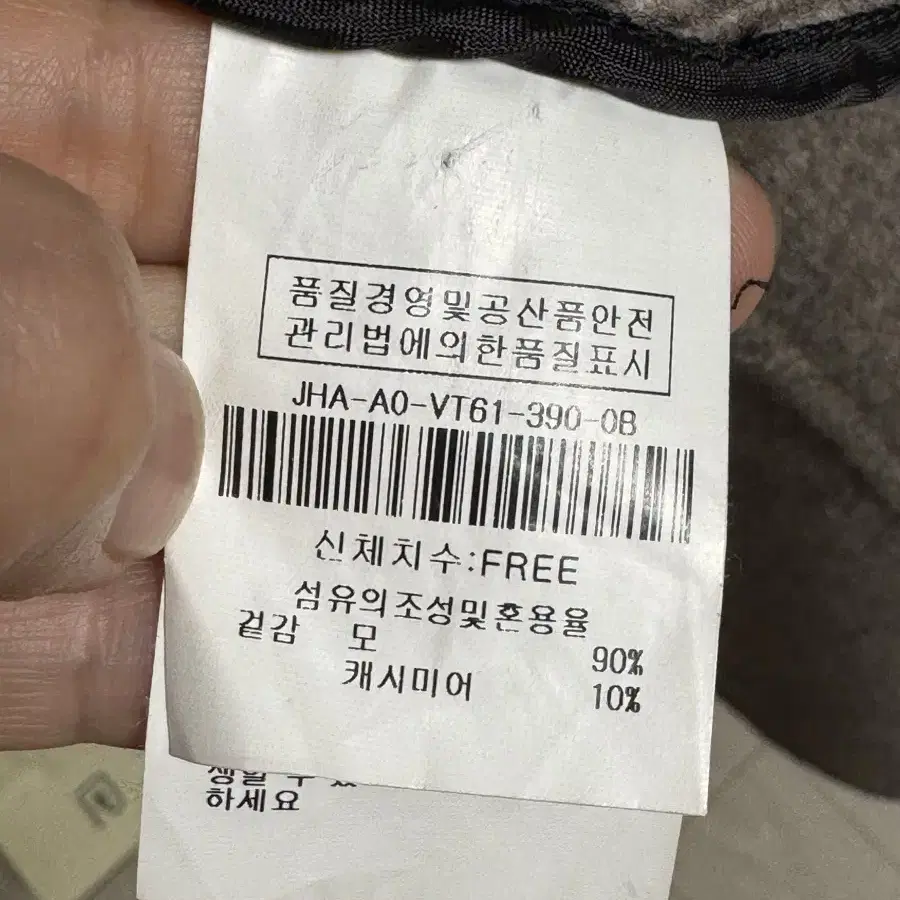 품질경영및공산품안전
관리법에의한품질표시
JHA-A0-VT61-390-0B
신체치수:FREE
섬유의조성및혼용율
겉감 모 90%
캐시미어 10%
하세요